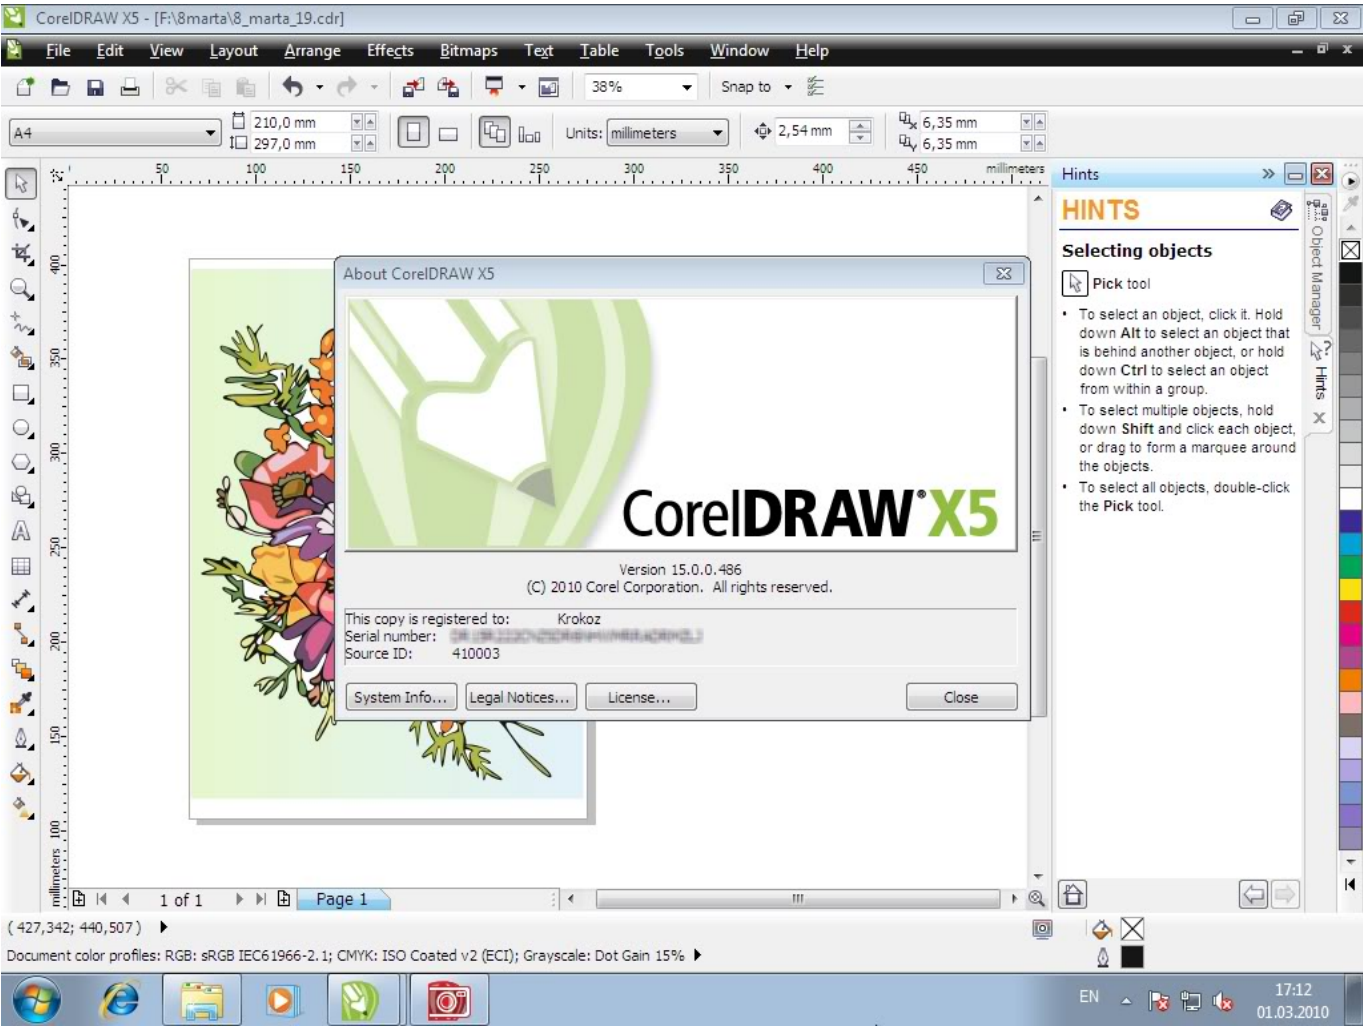 CorelDRAW X5 - [F:\8marta\8_marta_19.cdr]
File Edit View Layout Arrange Effects Bitmaps Text Table Tools Window Help
38% Snap to
A4 210,0 mm 297,0 mm Units: millimeters 2,54 mm 6,35 mm 6,35 mm
50 100 150 200 250 300 350 400 450 millimeters
400 350 300 250 200 150 100 millimeters
Hints
HINTS
Selecting objects
Pick tool
• To select an object, click it. Hold
down Alt to select an object that
is behind another object, or hold
down Ctrl to select an object
from within a group.
• To select multiple objects, hold
down Shift and click each object,
or drag to form a marquee around
the objects.
• To select all objects, double-click
the Pick tool.
Object Manager
Hints
About CorelDRAW X5
CorelDRAW® X5
Version 15.0.0.486
(C) 2010 Corel Corporation. All rights reserved.
This copy is registered to: Krokoz
Serial number:
Source ID: 410003
System Info... Legal Notices... License... Close
1 of 1 Page 1
( 427,342; 440,507 )
Document color profiles: RGB: sRGB IEC61966-2.1; CMYK: ISO Coated v2 (ECI); Grayscale: Dot Gain 15%
EN
17:12
01.03.2010